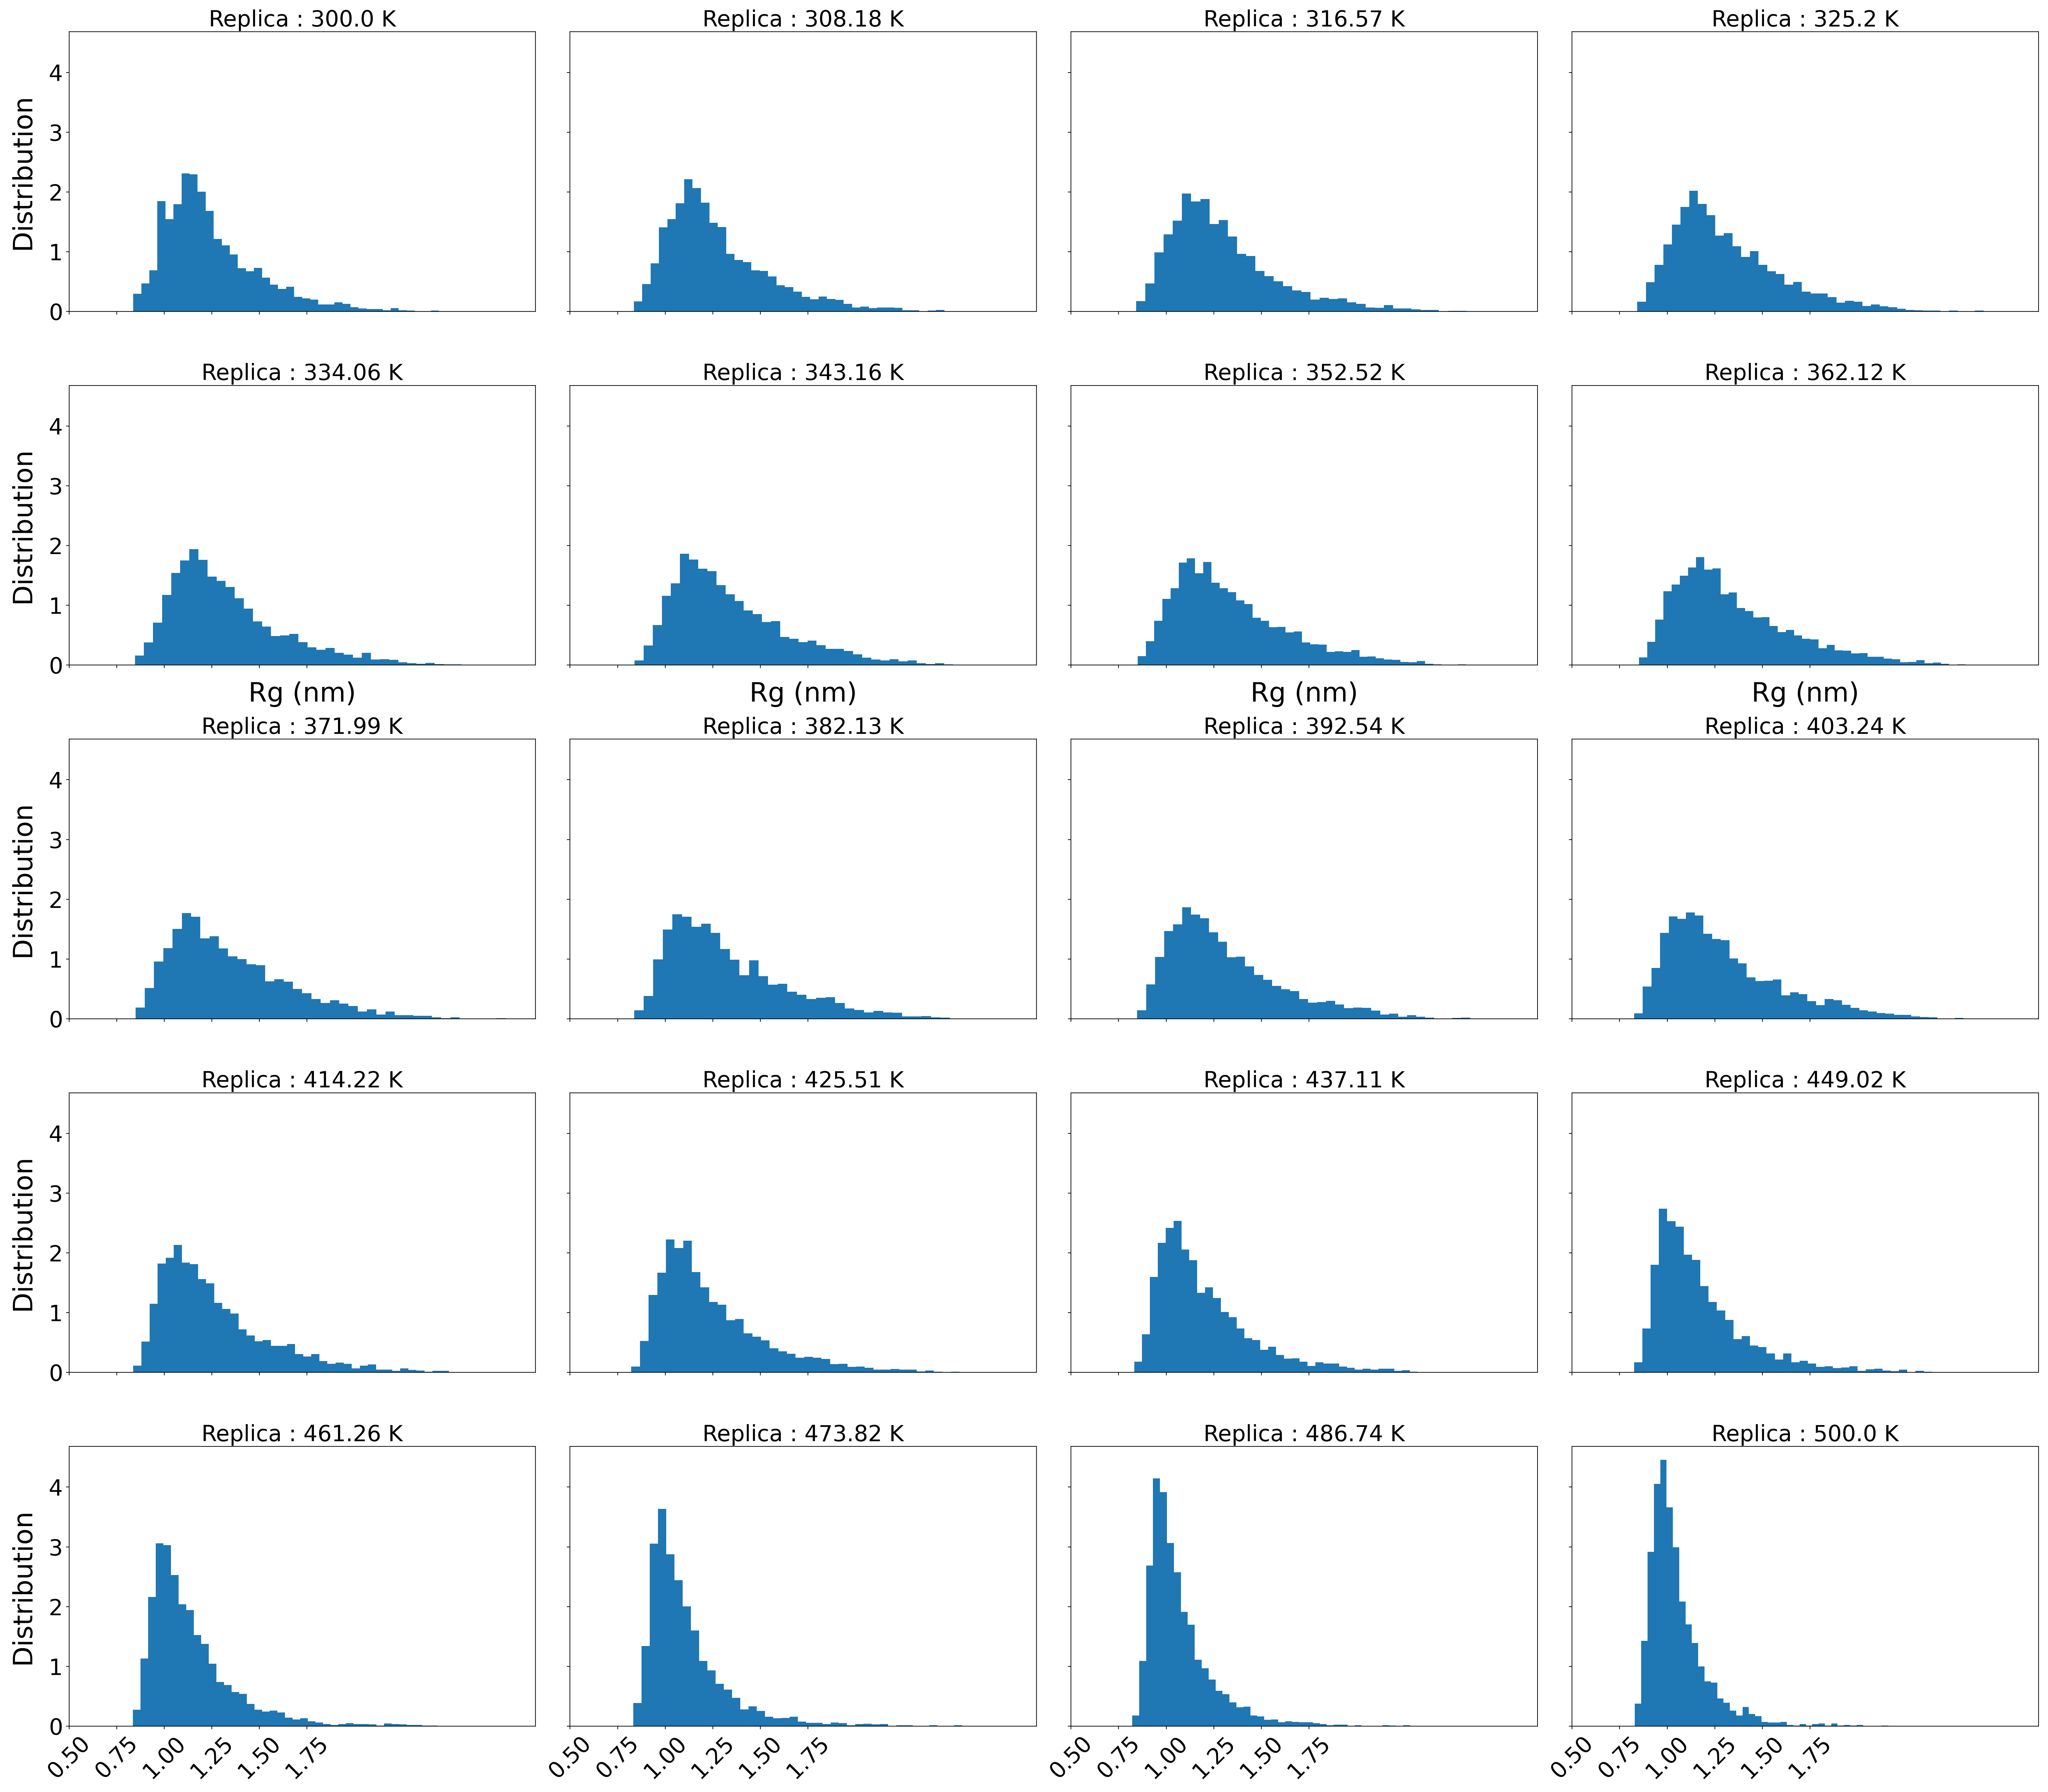 Replica : 300.0 K
Replica : 308.18 K
Replica : 316.57 K
Replica : 325.2 K
Distribution
4
3
2
1
0
Replica : 334.06 K
Replica : 343.16 K
Replica : 352.52 K
Replica : 362.12 K
Distribution
4
3
2
1
0
Rg (nm)
Rg (nm)
Rg (nm)
Rg (nm)
Replica : 371.99 K
Replica : 382.13 K
Replica : 392.54 K
Replica : 403.24 K
Distribution
4
3
2
1
0
Replica : 414.22 K
Replica : 425.51 K
Replica : 437.11 K
Replica : 449.02 K
Distribution
4
3
2
1
0
Replica : 461.26 K
Replica : 473.82 K
Replica : 486.74 K
Replica : 500.0 K
Distribution
4
3
2
1
0
0.50 0.75 1.00 1.25 1.50 1.75
0.50 0.75 1.00 1.25 1.50 1.75
0.50 0.75 1.00 1.25 1.50 1.75
0.50 0.75 1.00 1.25 1.50 1.75